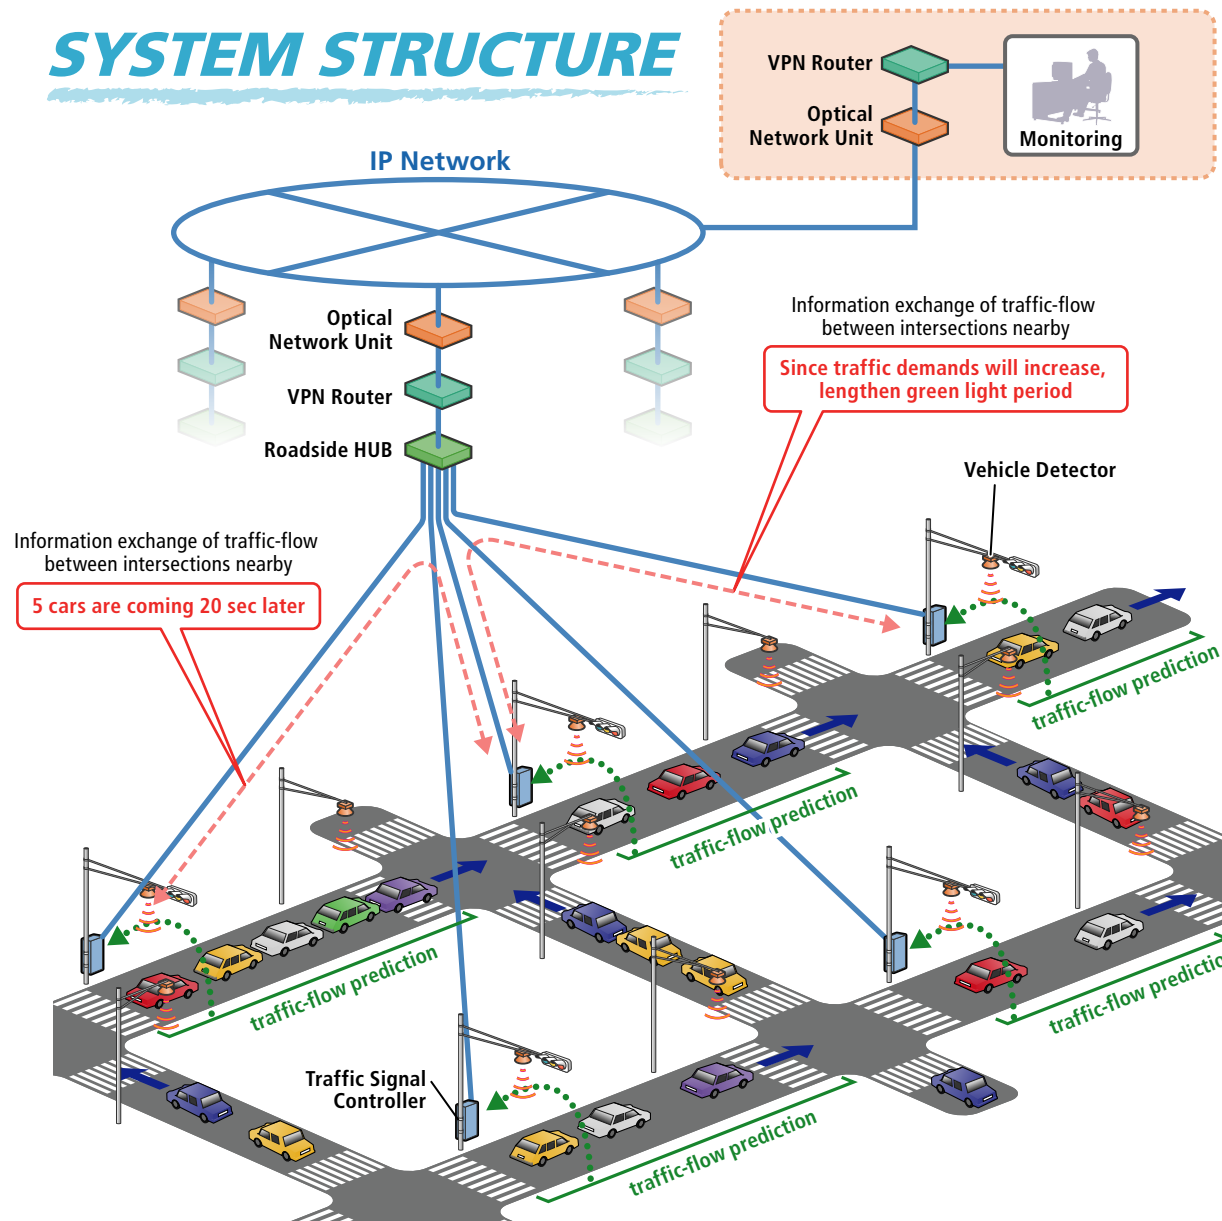 SYSTEM STRUCTURE
VPN Router
Optical
Network Unit
Monitoring
IP Network
Optical
Network Unit
VPN Router
Roadside HUB
Information exchange of traffic-flow
between intersections nearby
Since traffic demands will increase,
lengthen green light period
Vehicle Detector
Information exchange of traffic-flow
between intersections nearby
5 cars are coming 20 sec later
traffic-flow prediction
traffic-flow prediction
traffic-flow prediction
traffic-flow predic
Traffic Signal
Controller
traffic-flow prediction